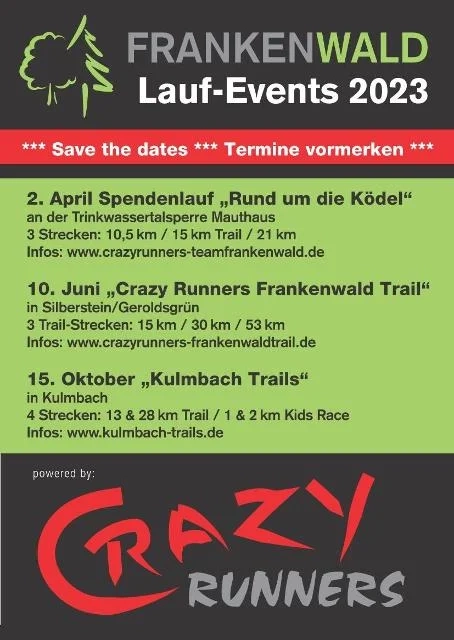 FRANKENWALD
Lauf-Events 2023
*** Save the dates *** Termine vormerken ***
2. April Spendenlauf „Rund um die Ködel“
an der Trinkwassertalsperre Mauthaus
3 Strecken: 10,5 km / 15 km Trail / 21 km
Infos: www.crazyrunners-teamfrankenwald.de
10. Juni „Crazy Runners Frankenwald Trail“
in Silberstein/Geroldsgrün
3 Trail-Strecken: 15 km / 30 km / 53 km
Infos: www.crazyrunners-frankenwaldtrail.de
15. Oktober „Kulmbach Trails“
in Kulmbach
4 Strecken: 13 & 28 km Trail / 1 & 2 km Kids Race
Infos: www.kulmbach-trails.de
powered by:
CRAZY
RUNNERS